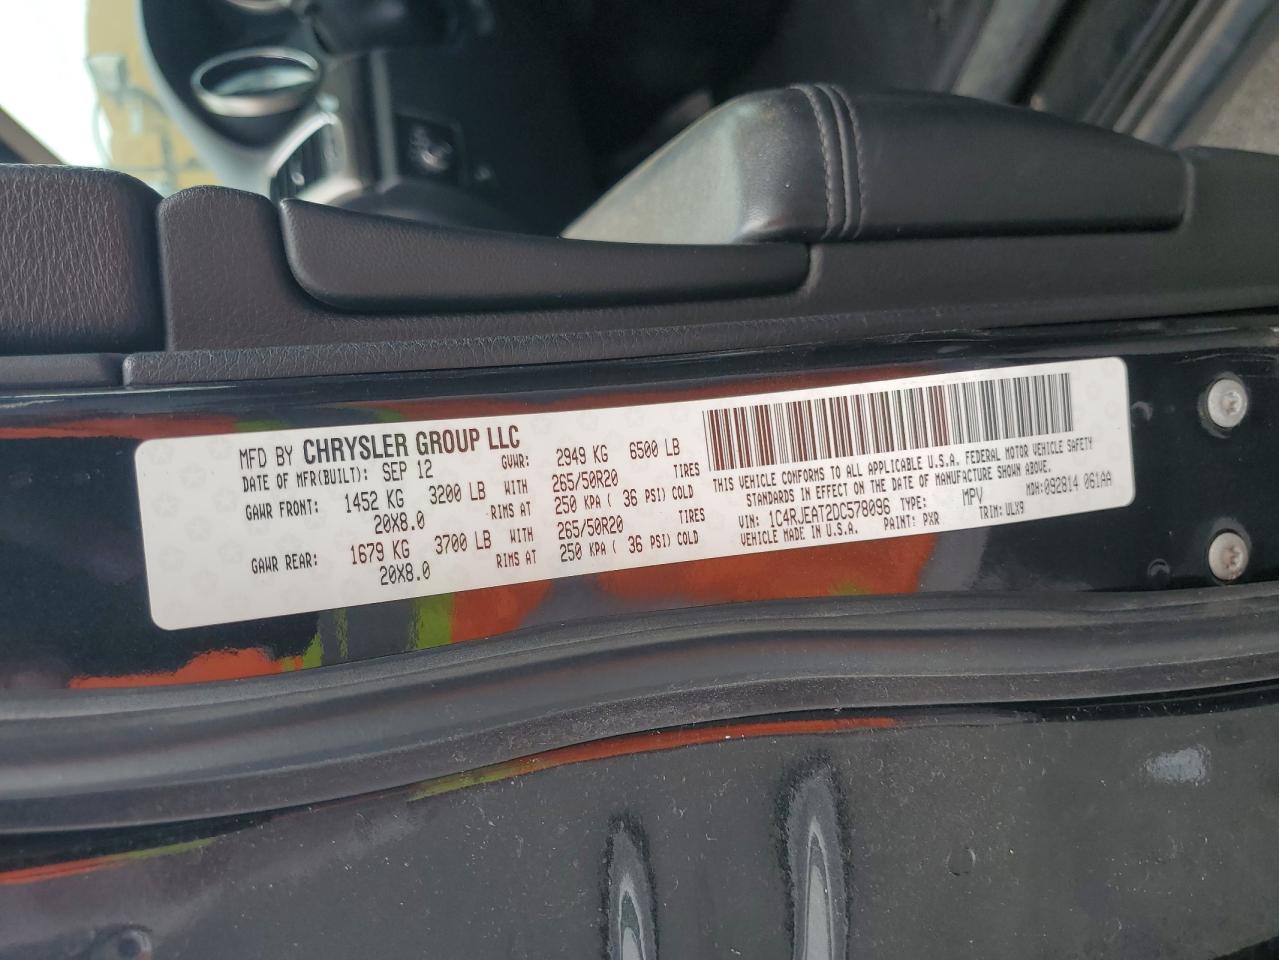 MFD BY CHRYSLER GROUP LLC
DATE OF MFR(BUILT): SEP 12 GVWR: 2949 KG 6500 LB
GAWR FRONT: 1452 KG 3200 LB WITH 265/50R20 TIRES
20X8.0 RIMS AT 250 KPA ( 36 PSI) COLD
GAWR REAR: 1679 KG 3700 LB WITH 265/50R20 TIRES
20X8.0 RIMS AT 250 KPA ( 36 PSI) COLD
THIS VEHICLE CONFORMS TO ALL APPLICABLE U.S.A. FEDERAL MOTOR VEHICLE SAFETY
STANDARDS IN EFFECT ON THE DATE OF MANUFACTURE SHOWN ABOVE.
VIN: 1C4RJEAT2DC578096 TYPE: MPV MDH:092814 061AA
VEHICLE MADE IN U.S.A. PAINT: PXR TRIM: VLX9